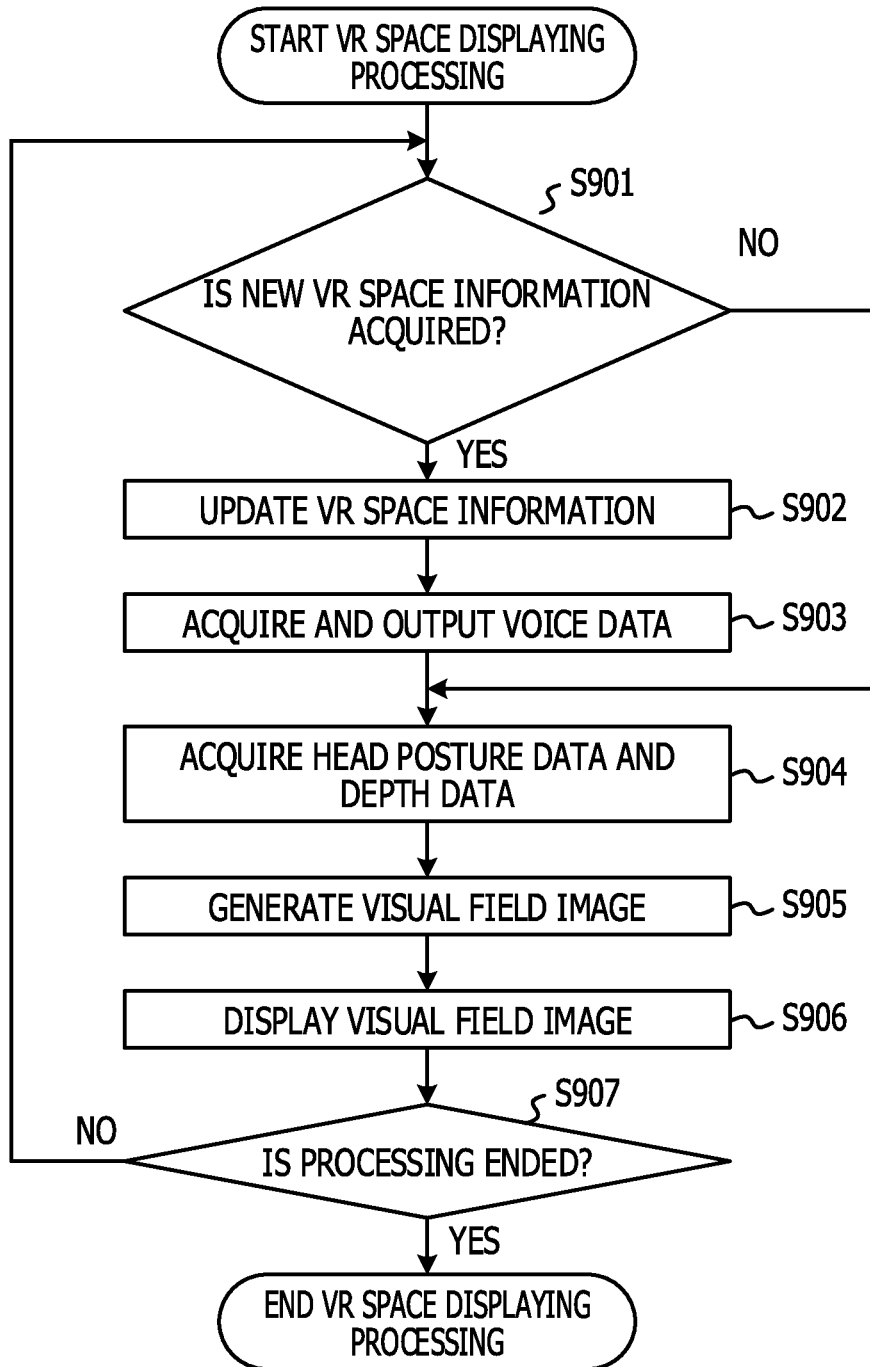 START VR SPACE DISPLAYING
PROCESSING
S901
NO
IS NEW VR SPACE INFORMATION
ACQUIRED?
YES
UPDATE VR SPACE INFORMATION
S902
ACQUIRE AND OUTPUT VOICE DATA
S903
ACQUIRE HEAD POSTURE DATA AND
DEPTH DATA
S904
GENERATE VISUAL FIELD IMAGE
S905
DISPLAY VISUAL FIELD IMAGE
S906
S907
NO
IS PROCESSING ENDED?
YES
END VR SPACE DISPLAYING
PROCESSING